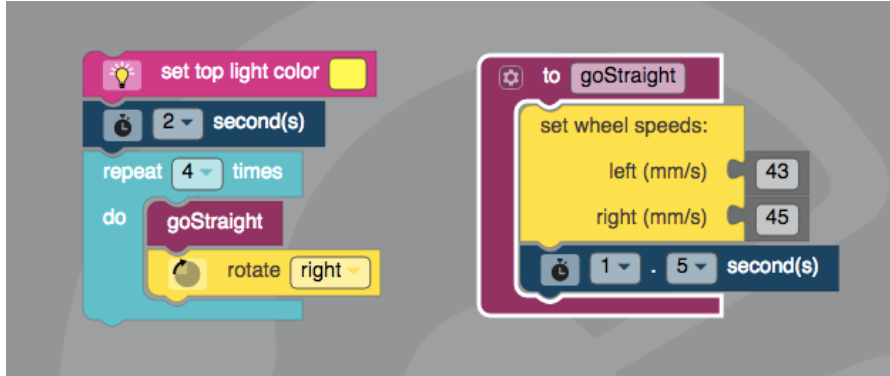 set top light color
2 second(s)
repeat 4 times
do
goStraight
rotate right
to goStraight
set wheel speeds:
left (mm/s) 43
right (mm/s) 45
1 . 5 second(s)